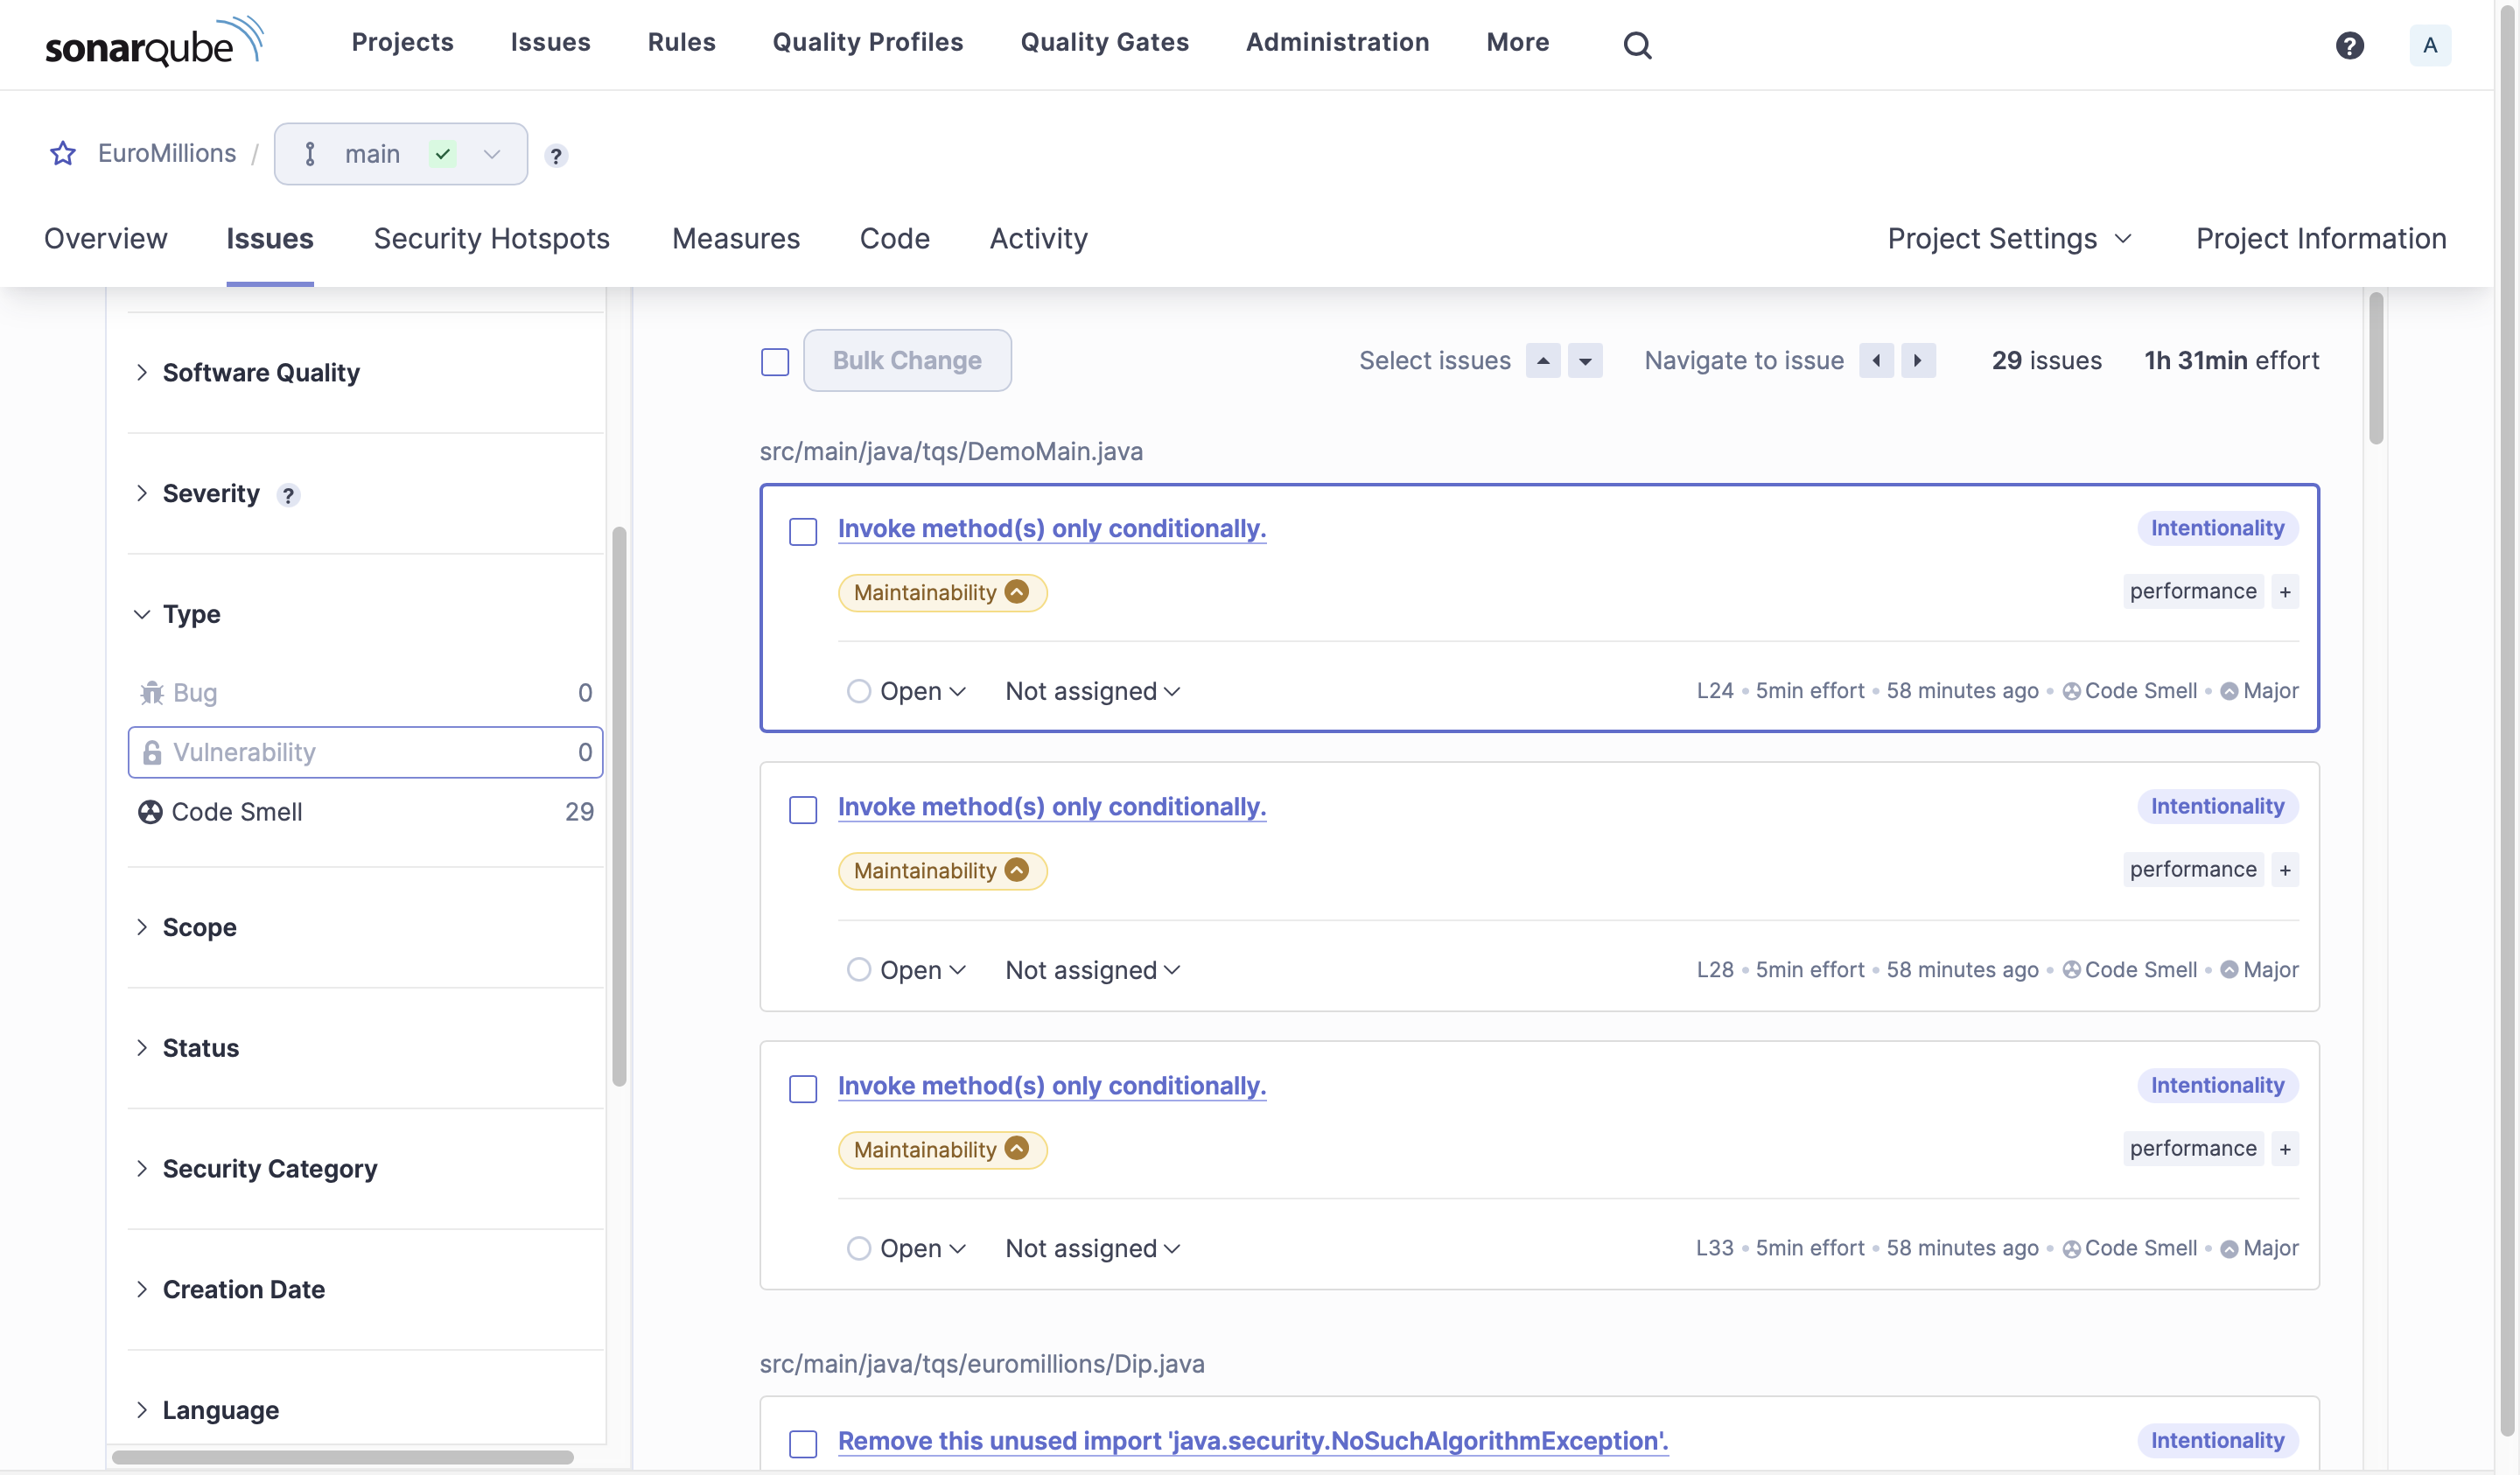 sonarqube
Projects Issues Rules Quality Profiles Quality Gates Administration More ? A
EuroMillions / main ?
Overview Issues Security Hotspots Measures Code Activity Project Settings Project Information
Software Quality
Severity ?
Type
Bug 0
Vulnerability 0
Code Smell 29
Scope
Status
Security Category
Creation Date
Language
Bulk Change Select issues Navigate to issue 29 issues 1h 31min effort
src/main/java/tqs/DemoMain.java
Invoke method(s) only conditionally. Intentionality
Maintainability performance +
Open Not assigned L24 • 5min effort • 58 minutes ago • Code Smell • Major
Invoke method(s) only conditionally. Intentionality
Maintainability performance +
Open Not assigned L28 • 5min effort • 58 minutes ago • Code Smell • Major
Invoke method(s) only conditionally. Intentionality
Maintainability performance +
Open Not assigned L33 • 5min effort • 58 minutes ago • Code Smell • Major
src/main/java/tqs/euromillions/Dip.java
Remove this unused import 'java.security.NoSuchAlgorithmException'. Intentionality